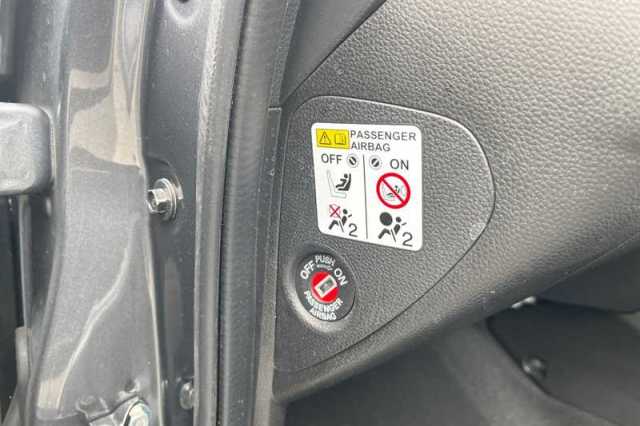 PASSENGER
AIRBAG
OFF ON
2 2
PUSH
OFF ON
PASSENGER
AIRBAG